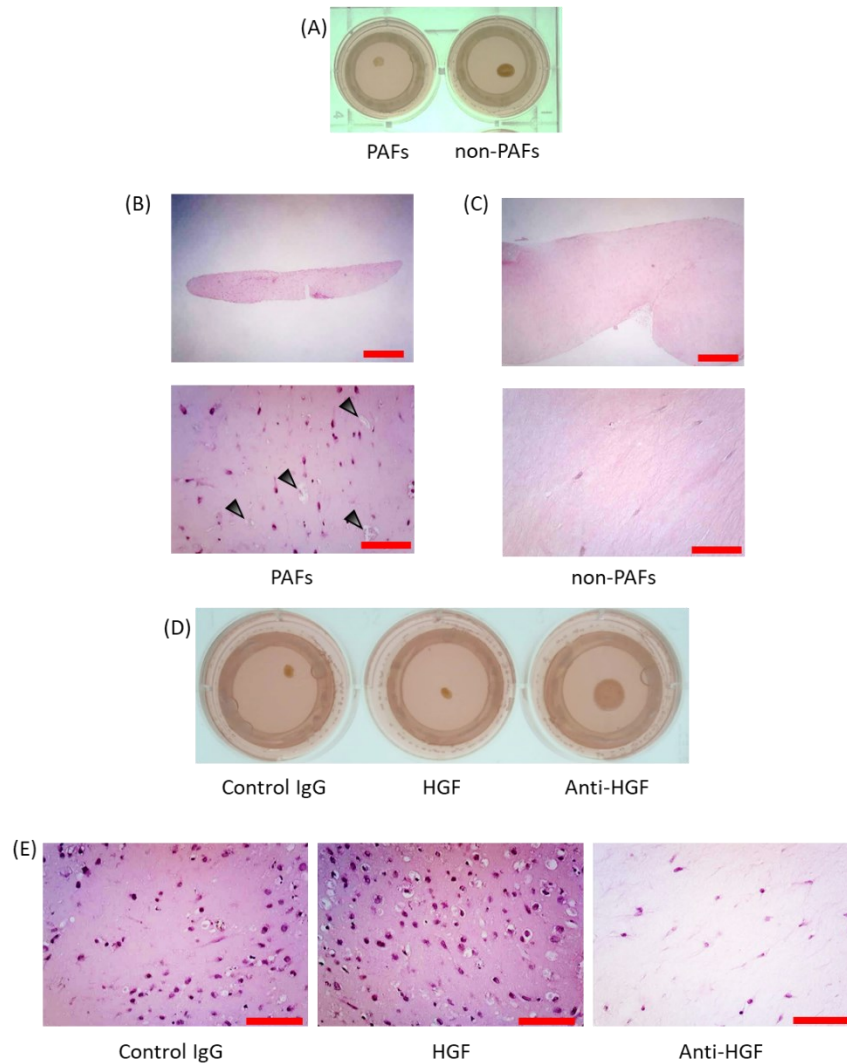 (A)
PAFs non-PAFs
(B) (C)
PAFs non-PAFs
(D)
Control IgG HGF Anti-HGF
(E)
Control IgG HGF Anti-HGF